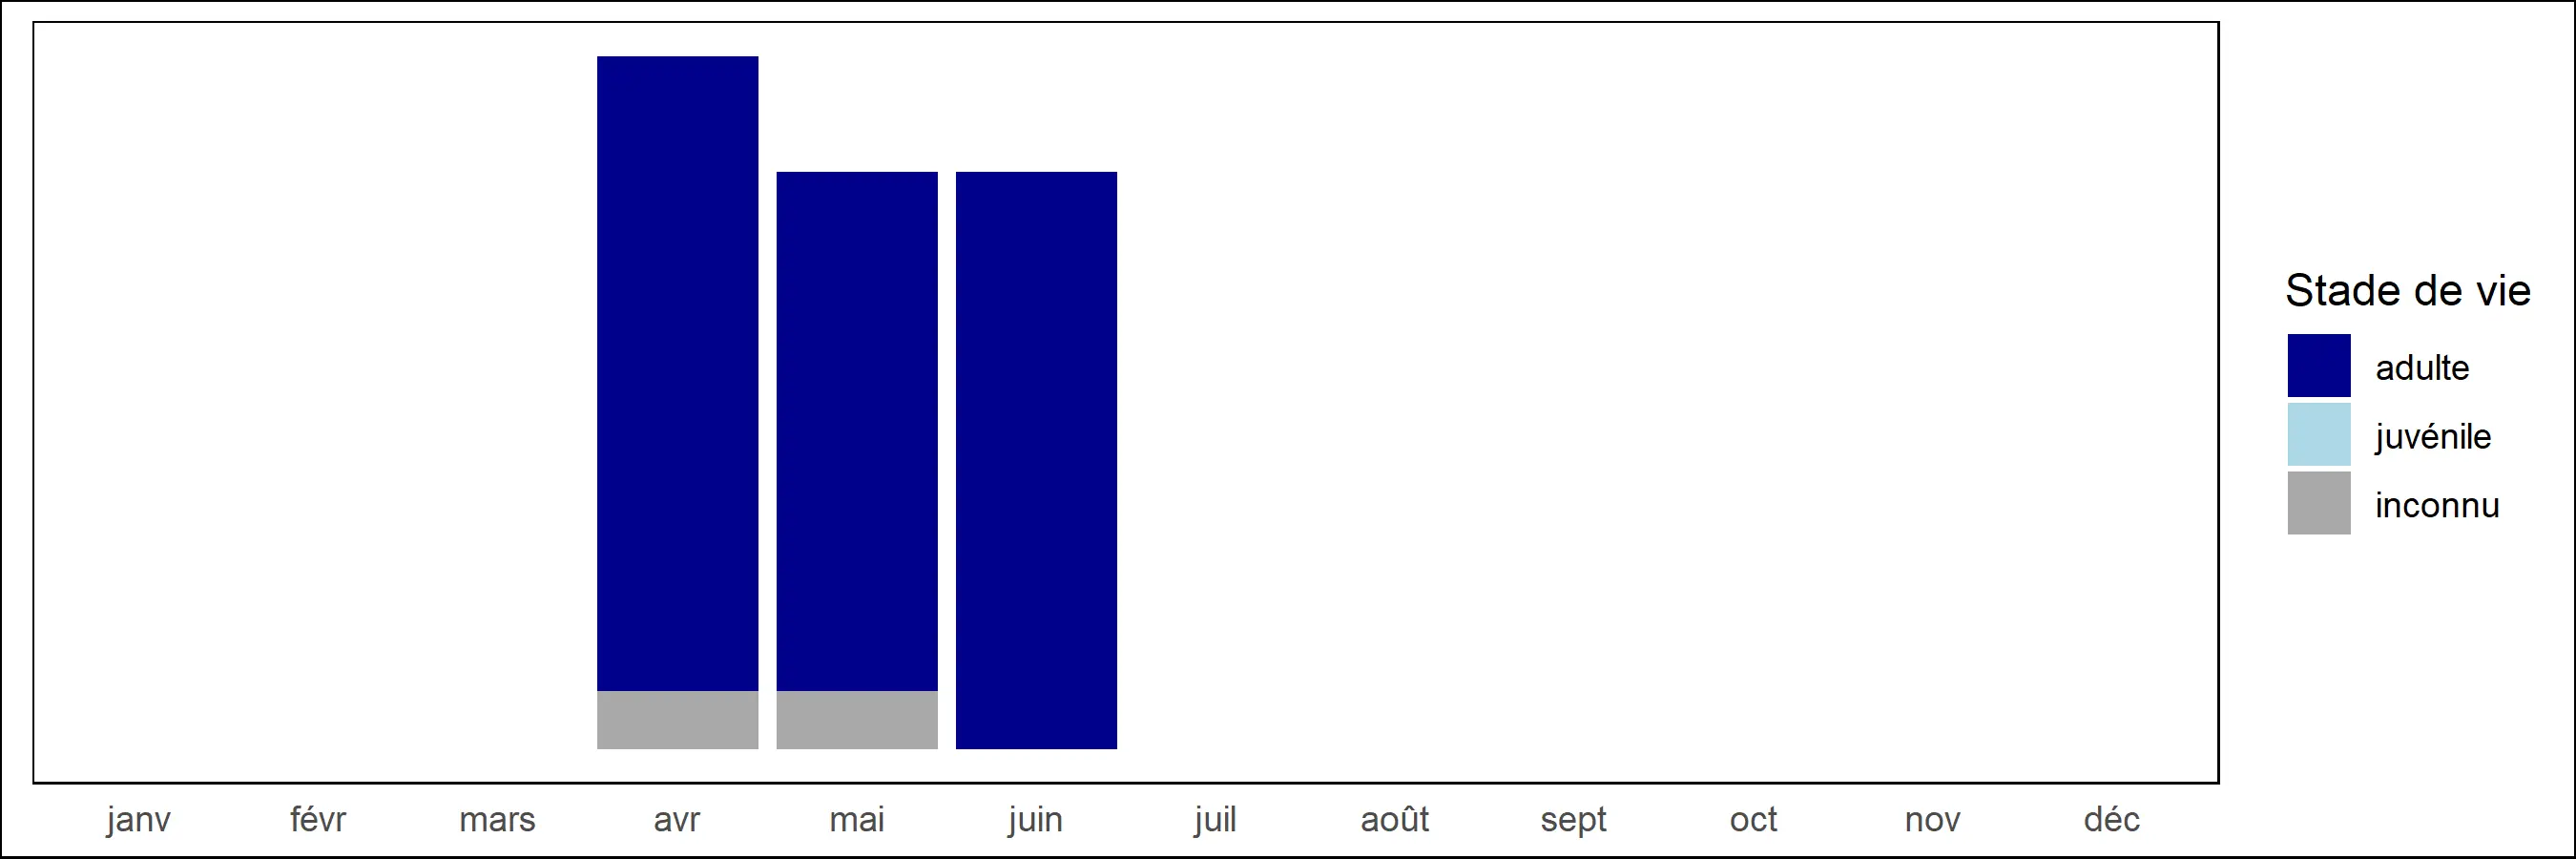 Stade de vie
adulte
juvénile
inconnu
janv févr mars avr mai juin juil août sept oct nov déc